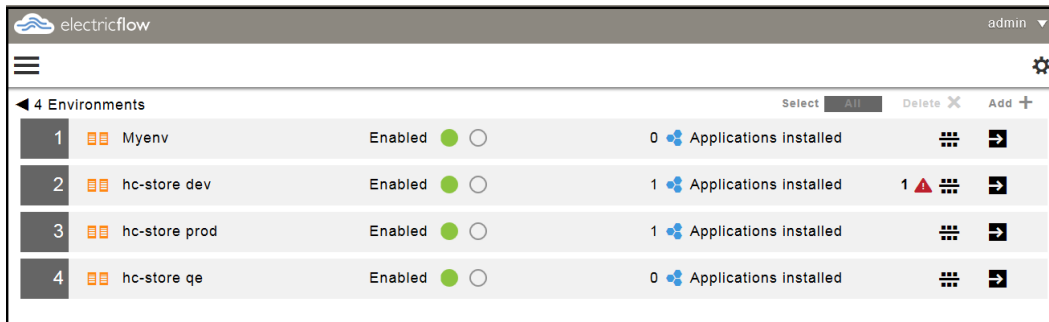 electricflow admin
4 Environments Select All Delete Add
1 Myenv Enabled 0 Applications installed
2 hc-store dev Enabled 1 Applications installed 1
3 hc-store prod Enabled 1 Applications installed
4 hc-store qe Enabled 0 Applications installed